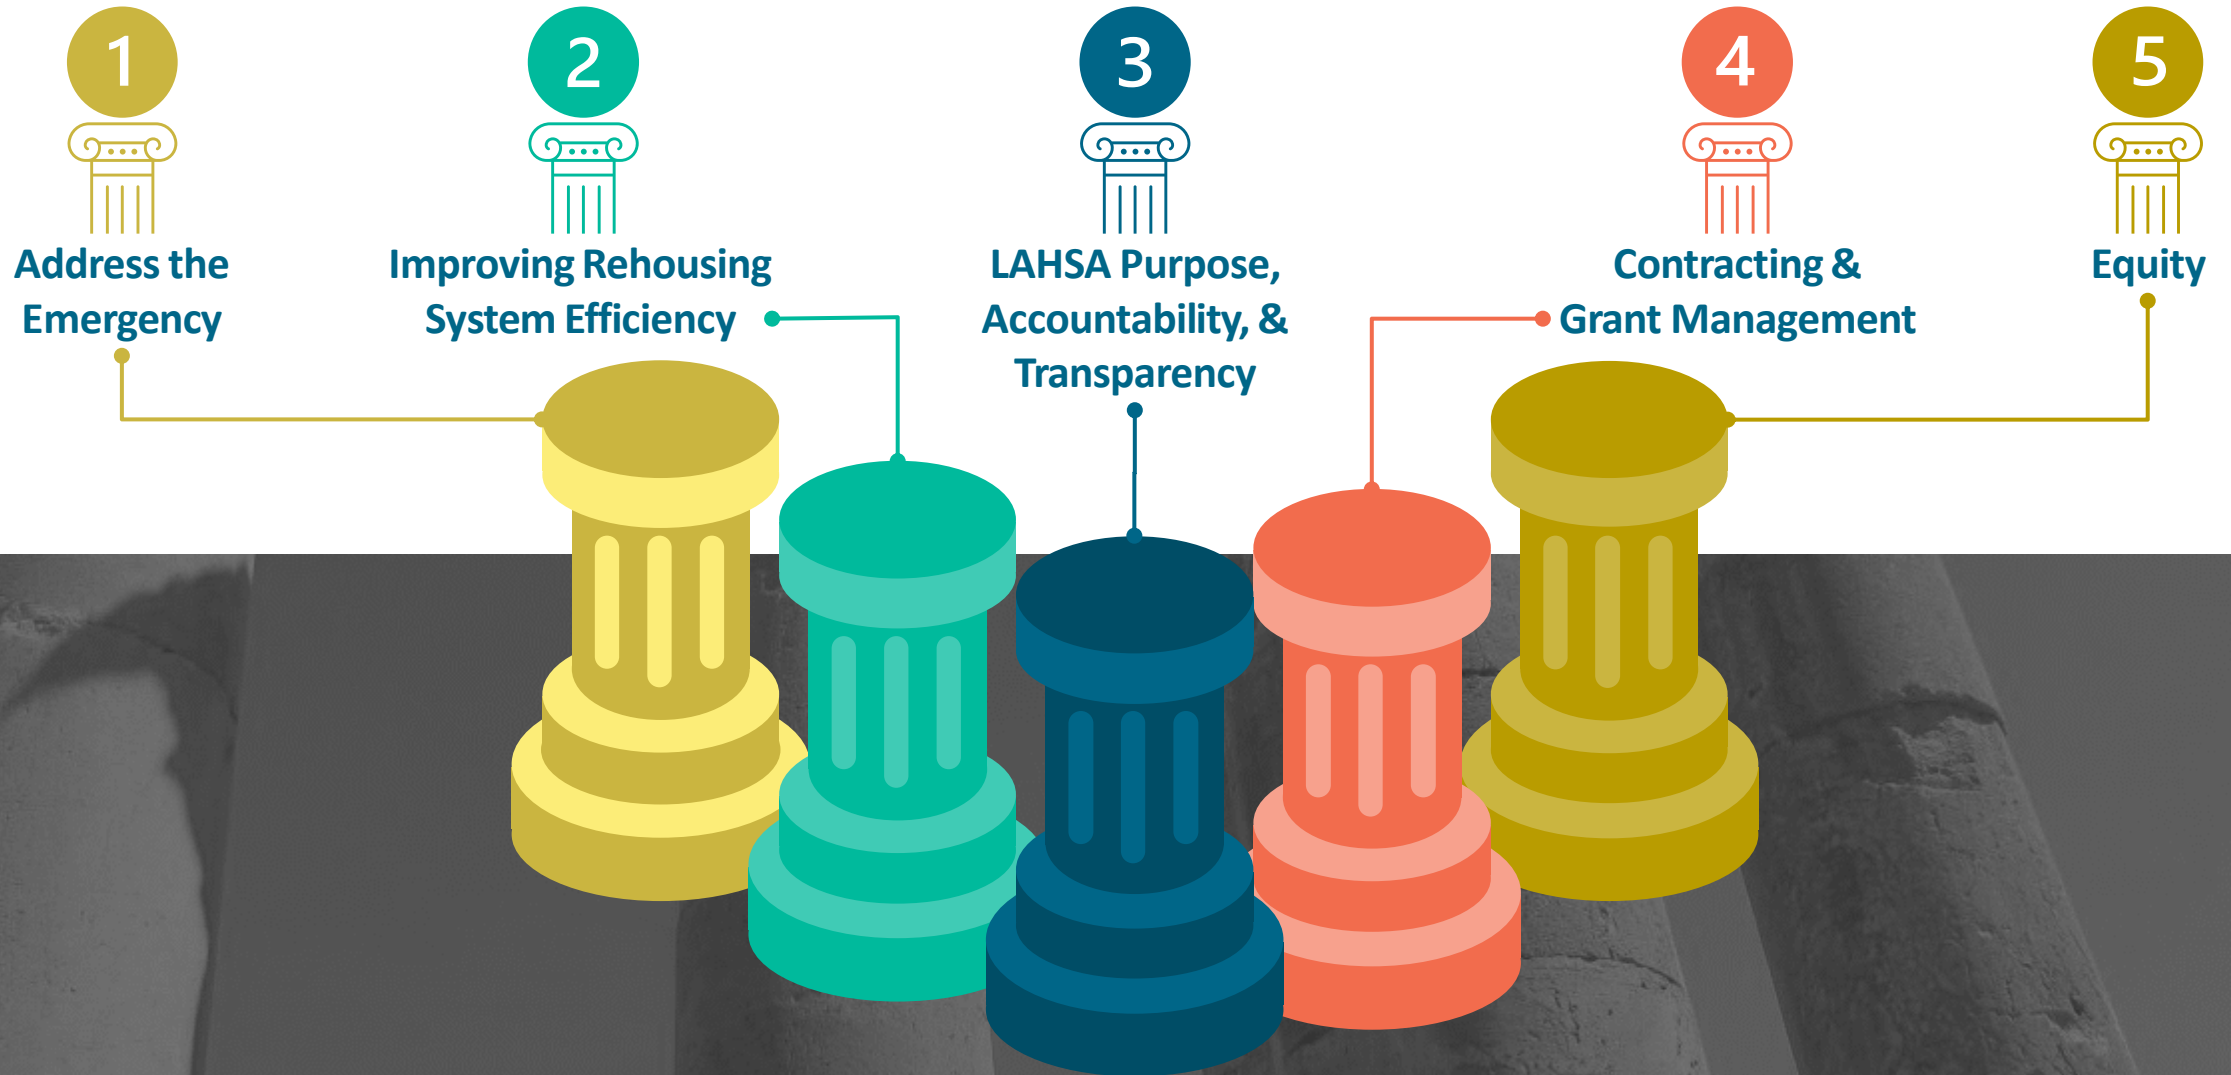 1
Address the
Emergency
2
Improving Rehousing
System Efficiency
3
LAHSA Purpose,
Accountability, &
Transparency
4
Contracting &
Grant Management
5
Equity